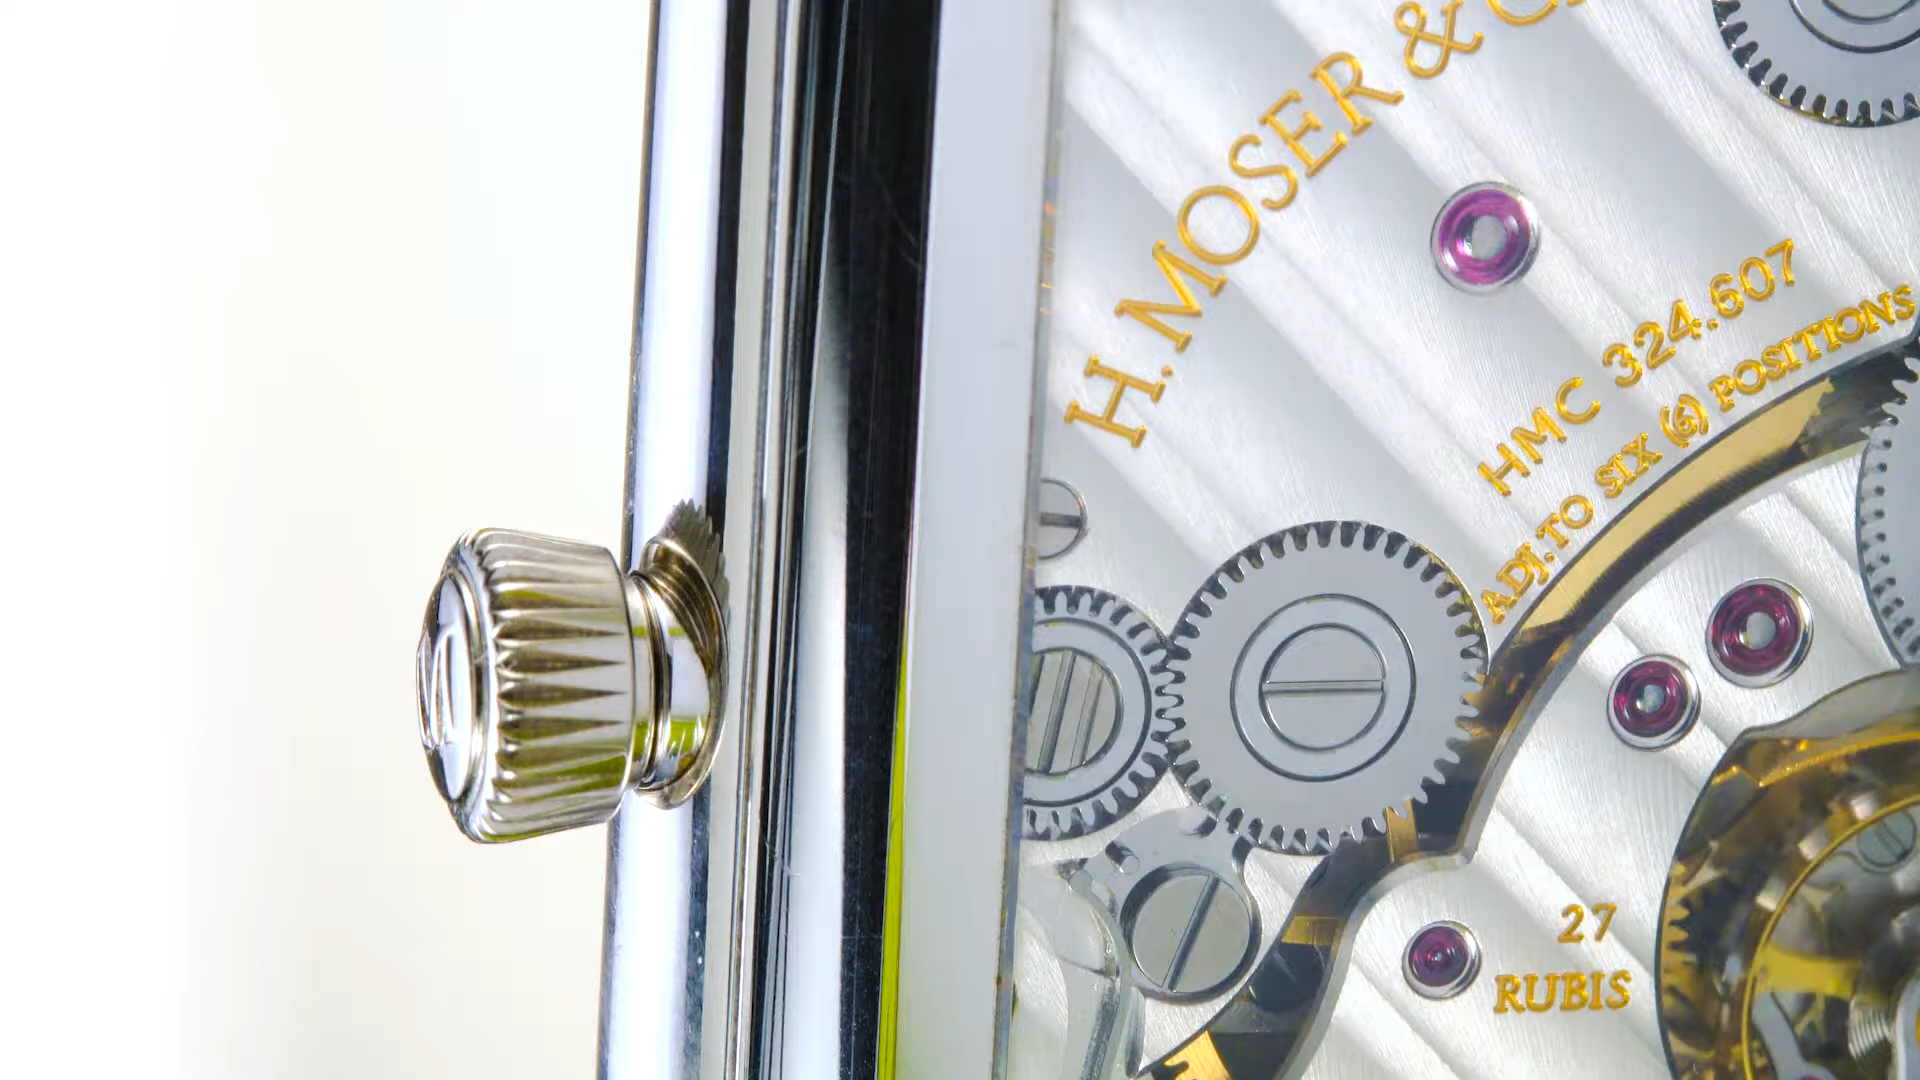 H. MOSER &
HMC 324.607
ADJ.TO SIX (6) POSITIONS
27
RUBIS